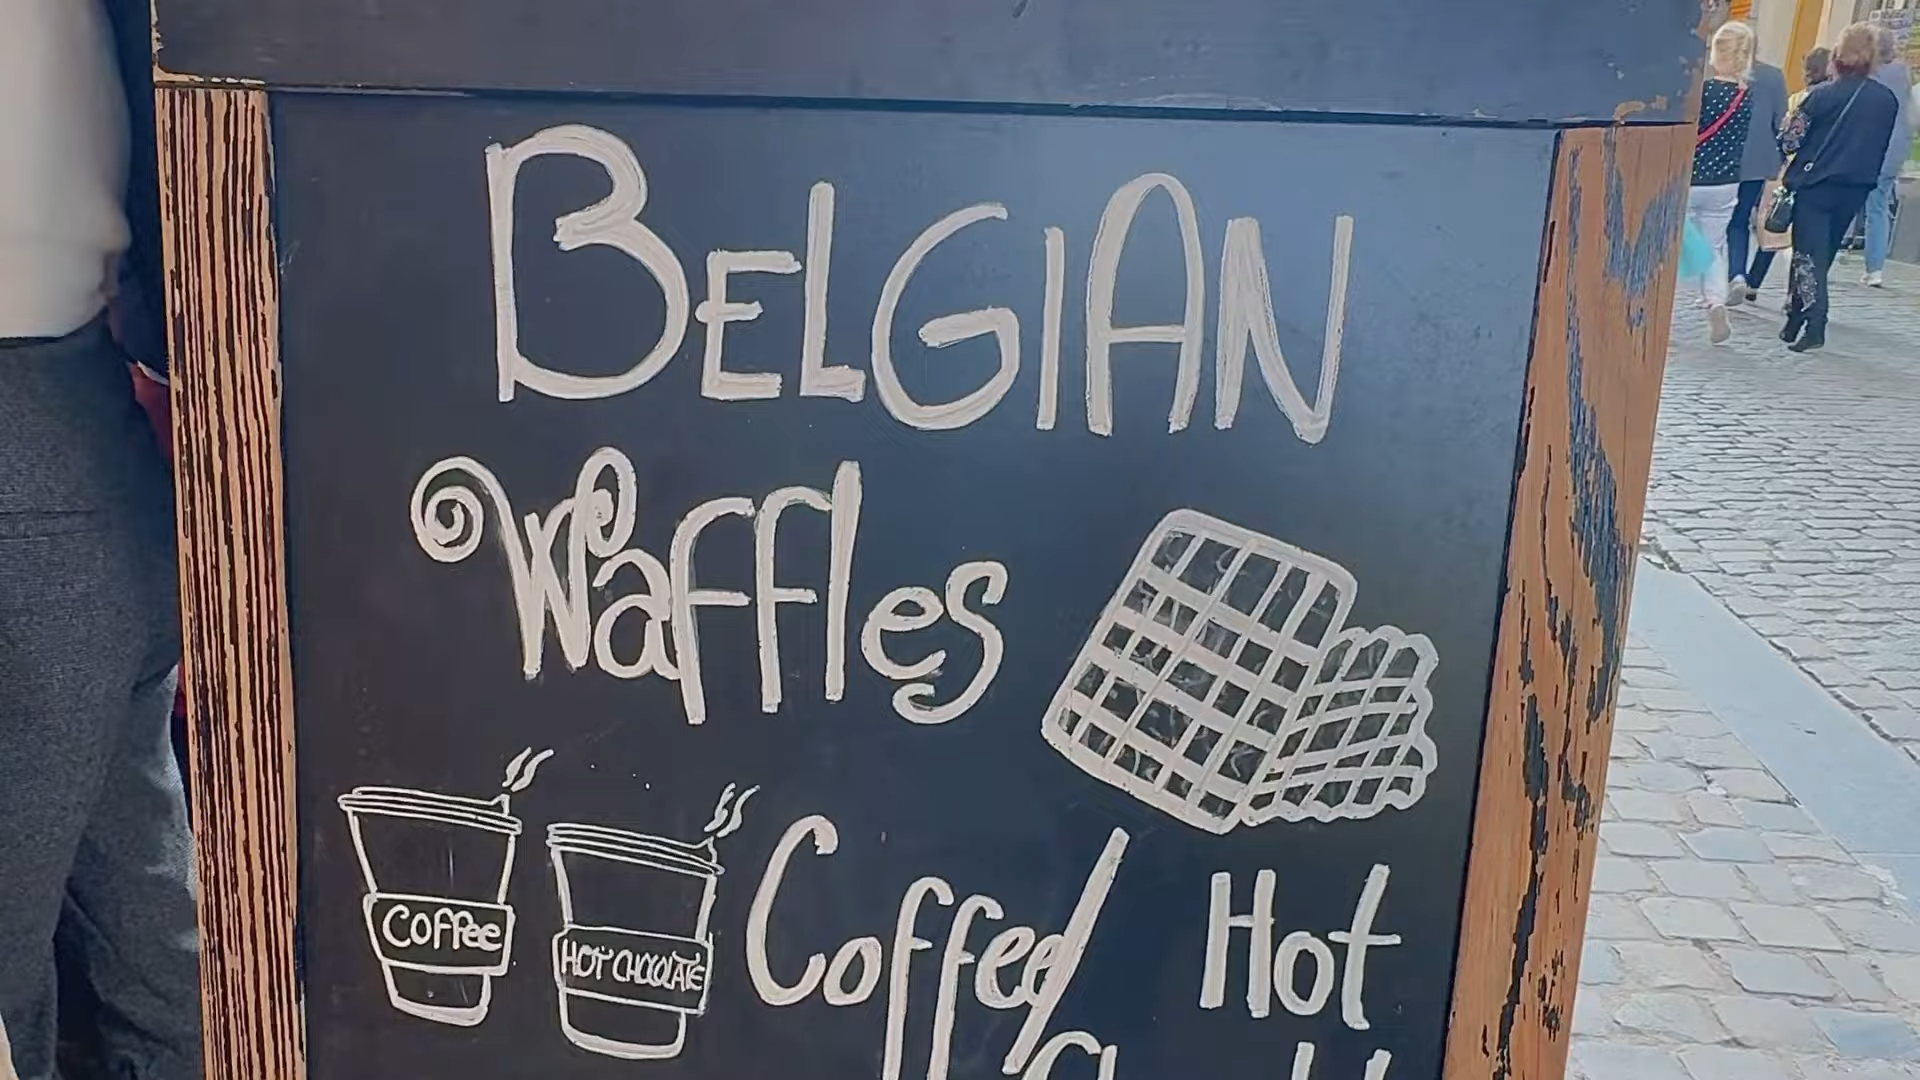 BELGIAN
Waffles
Coffee
HOT CHOCOLATE
Coffee/ Hot